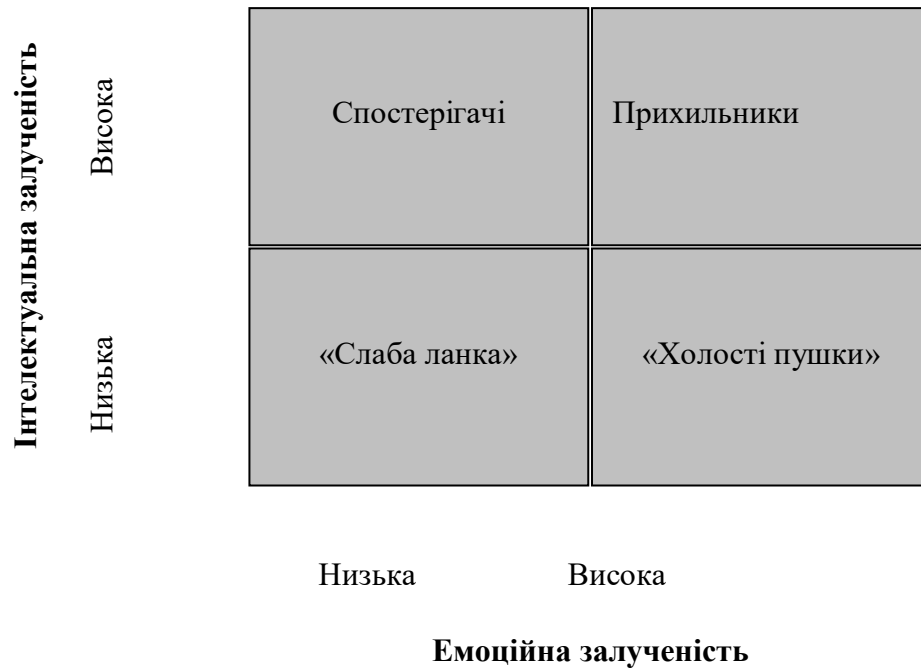 Інтелектуальна залученість
Висока
Низька
Спостерігачі
Прихильники
«Слаба ланка»
«Холості пушки»
Низька
Висока
Емоційна залученість